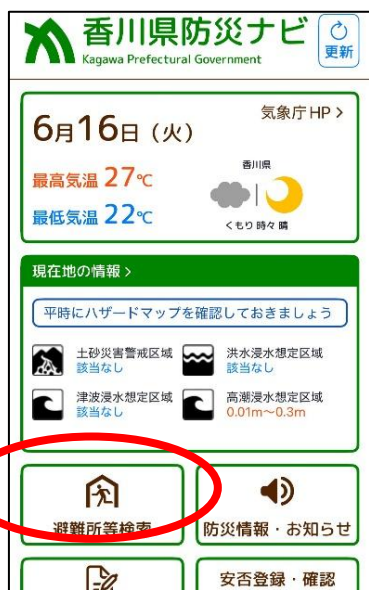 香川県防災ナビ
Kagawa Prefectural Government
更新
気象庁HP >
6月16日（火）
最高気温 27℃
最低気温 22℃
香川県
くもり時々晴
現在地の情報 >
平時にハザードマップを確認しておきましょう
土砂災害警戒区域
該当なし
洪水浸水想定区域
該当なし
津波浸水想定区域
該当なし
高潮浸水想定区域
0.01m～0.3m
避難所等検索
防災情報・お知らせ
安否登録・確認